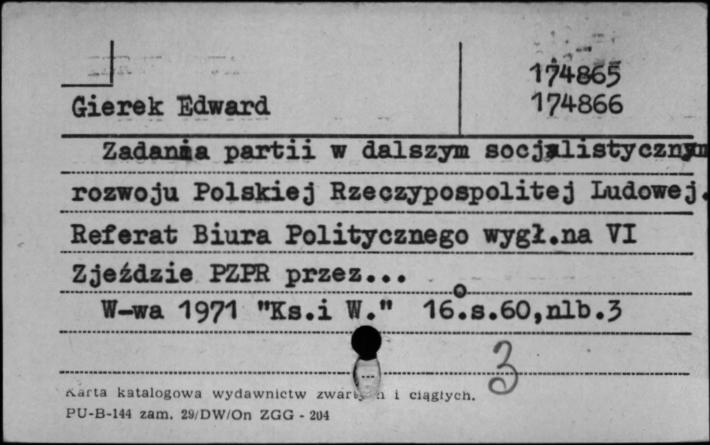 174865
Gierek Edward 174866
Zadania partii w dalszym socjalistycznym
rozwoju Polskiej Rzeczypospolitej Ludowej.
Referat Biura Politycznego wygł.na VI
Zjeździe PZPR przez...
W-wa 1971 "Ks.i W." 16°.s.60,nlb.3
3
Karta katalogowa wydawnictw zwartych i ciągłych.
PU-B-144 zam. 29/DW/On ZGG - 204